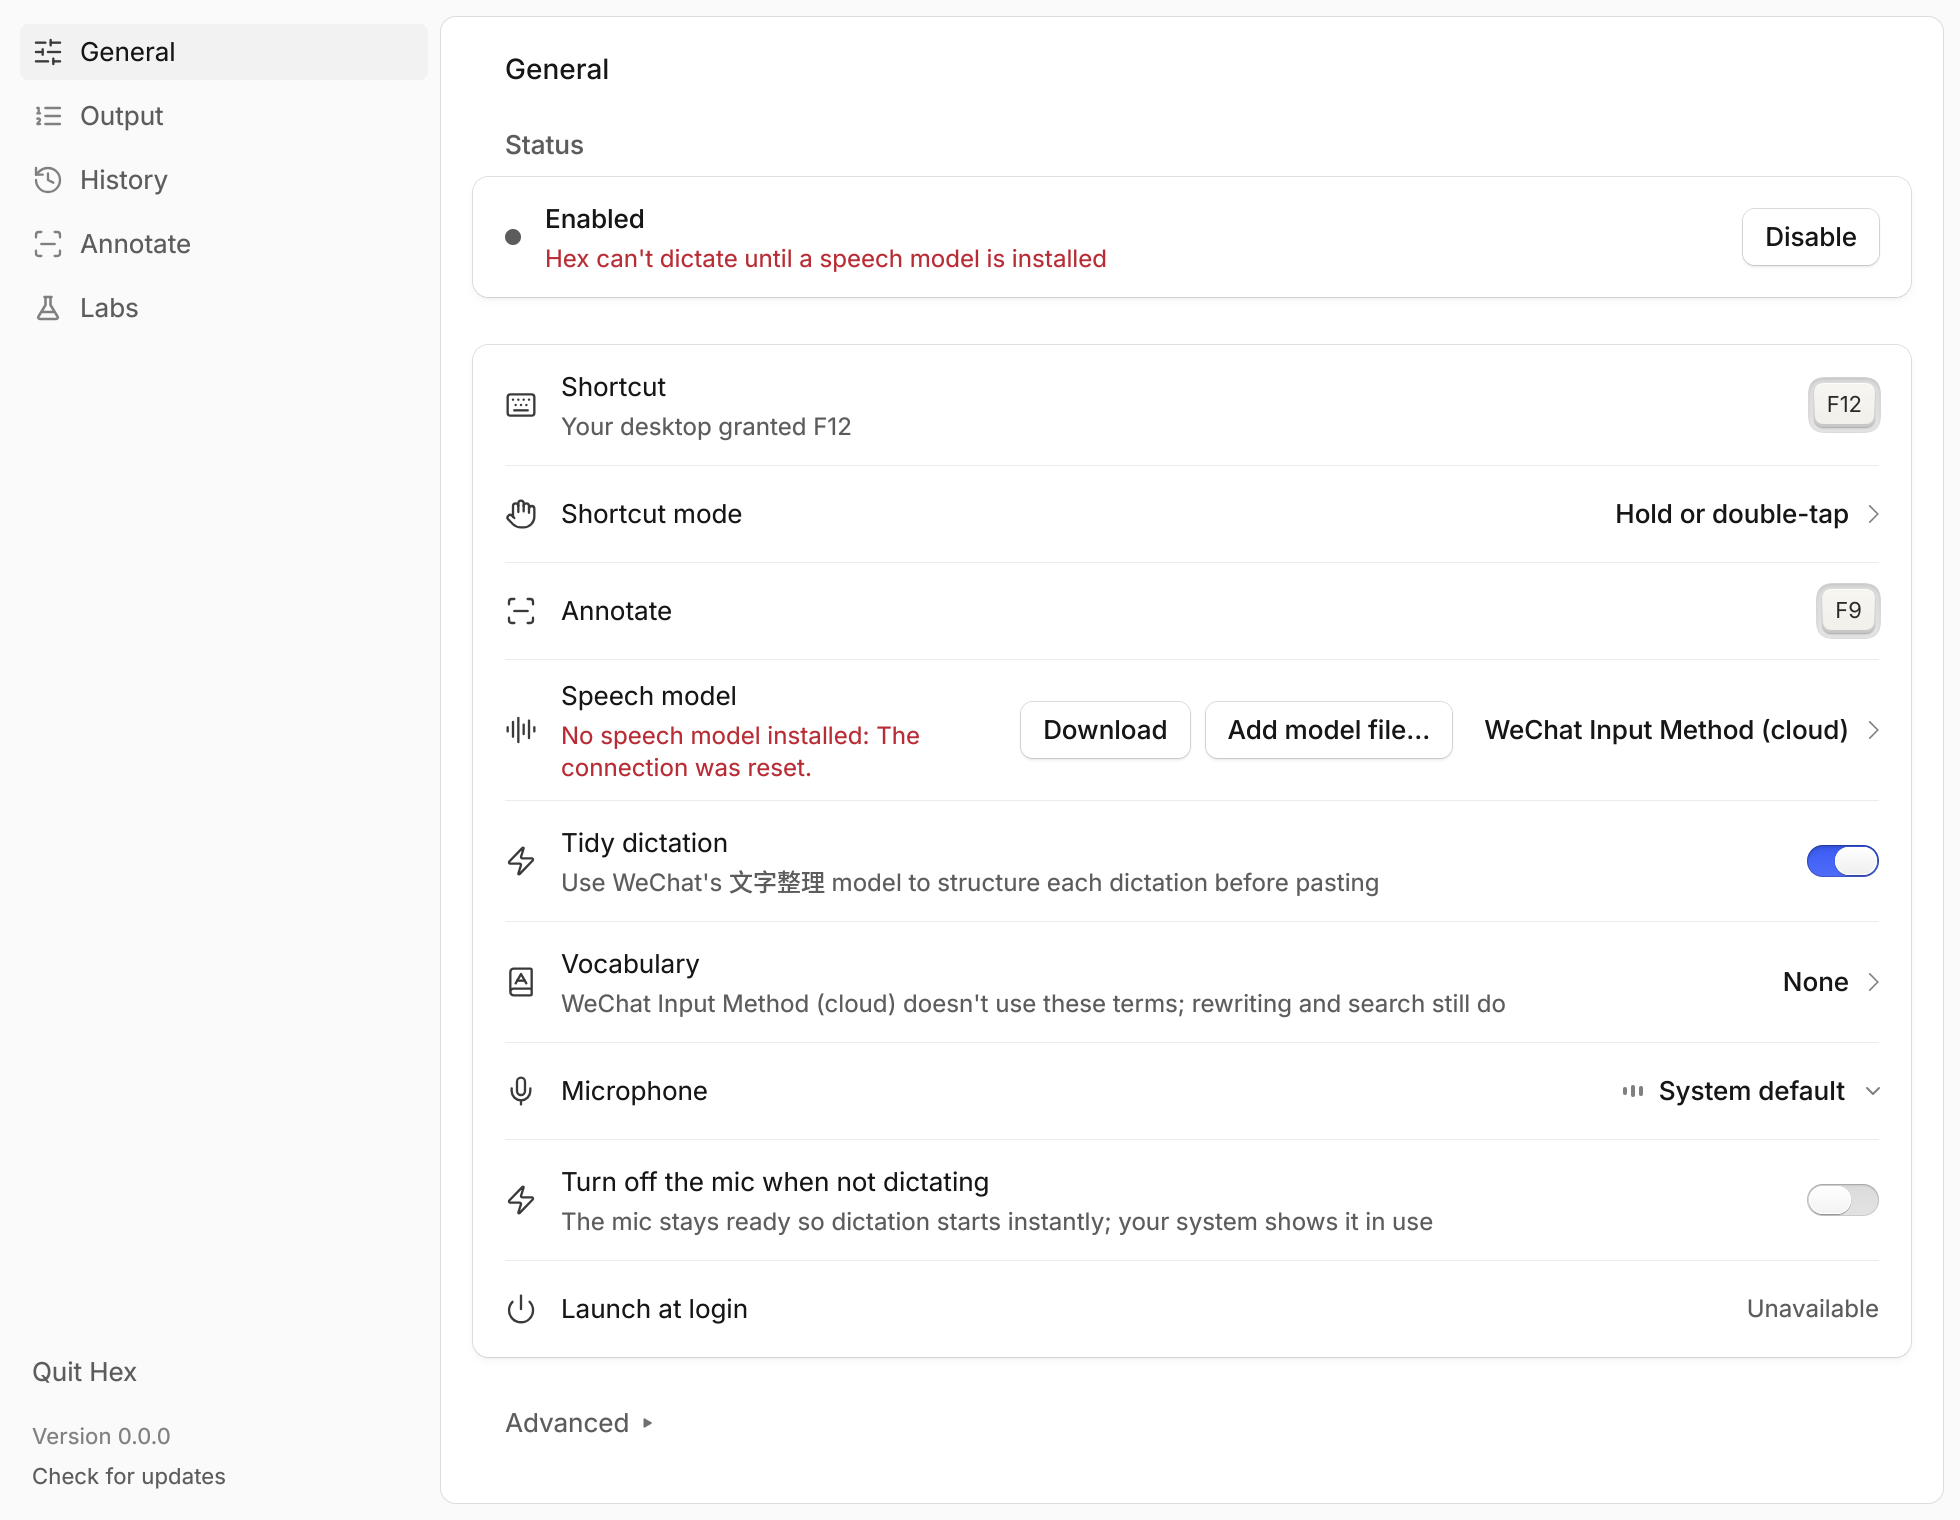 General
Output
History
Annotate
Labs
Quit Hex
Version 0.0.0
Check for updates
General
Status
Enabled
Hex can't dictate until a speech model is installed
Disable
Shortcut
Your desktop granted F12
F12
Shortcut mode
Hold or double-tap
Annotate
F9
Speech model
No speech model installed: The
connection was reset.
Download
Add model file...
WeChat Input Method (cloud)
Tidy dictation
Use WeChat's 文字整理 model to structure each dictation before pasting
Vocabulary
WeChat Input Method (cloud) doesn't use these terms; rewriting and search still do
None
Microphone
System default
Turn off the mic when not dictating
The mic stays ready so dictation starts instantly; your system shows it in use
Launch at login
Unavailable
Advanced